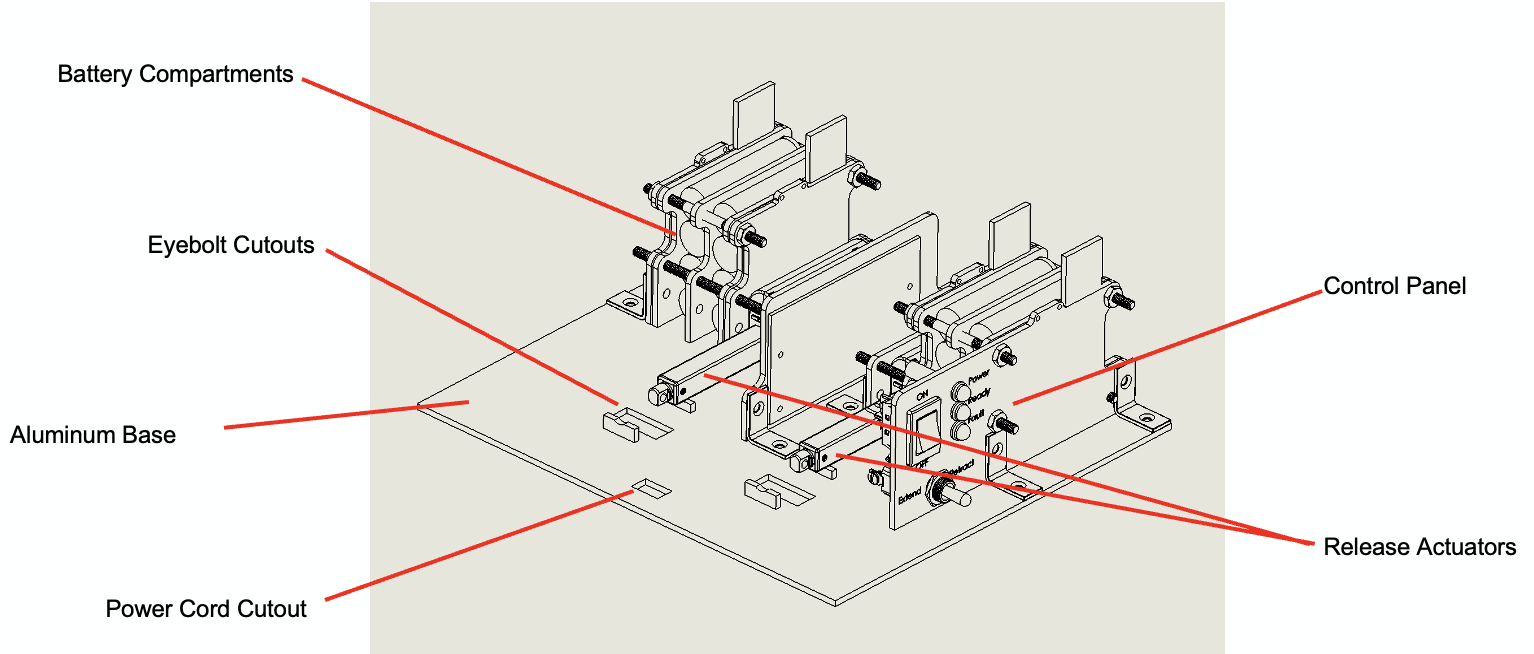 Battery Compartments
Eyebolt Cutouts
Control Panel
Power
Ready
Fault
ON
OFF
Aluminum Base
Extend
Retract
Release Actuators
Power Cord Cutout